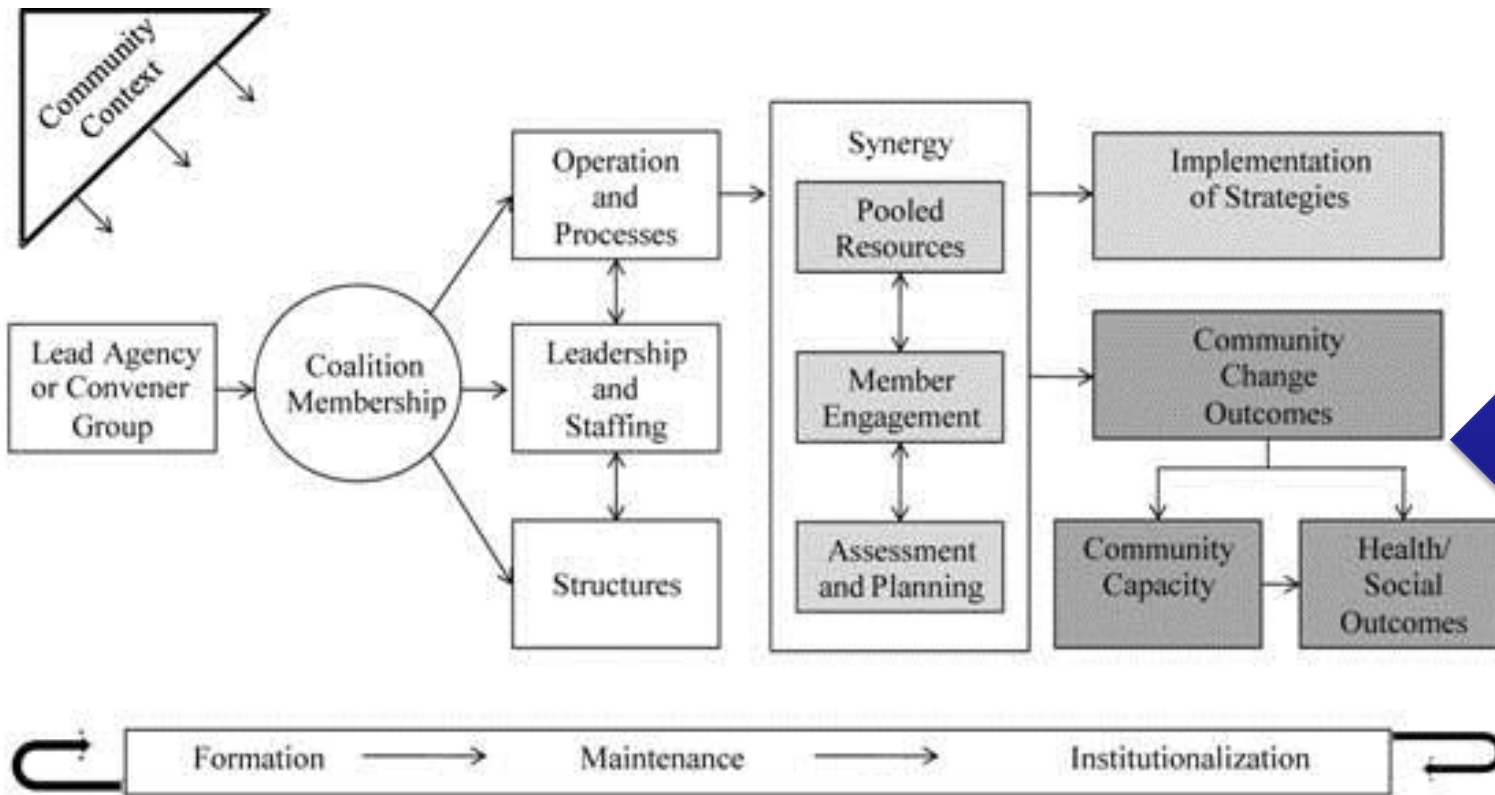 Community
Context
Lead Agency
or Convener
Group
Coalition
Membership
Operation
and
Processes
Leadership
and
Staffing
Structures
Synergy
Pooled
Resources
Member
Engagement
Assessment
and Planning
Implementation
of Strategies
Community
Change
Outcomes
Community
Capacity
Health/
Social
Outcomes
Formation
Maintenance
Institutionalization